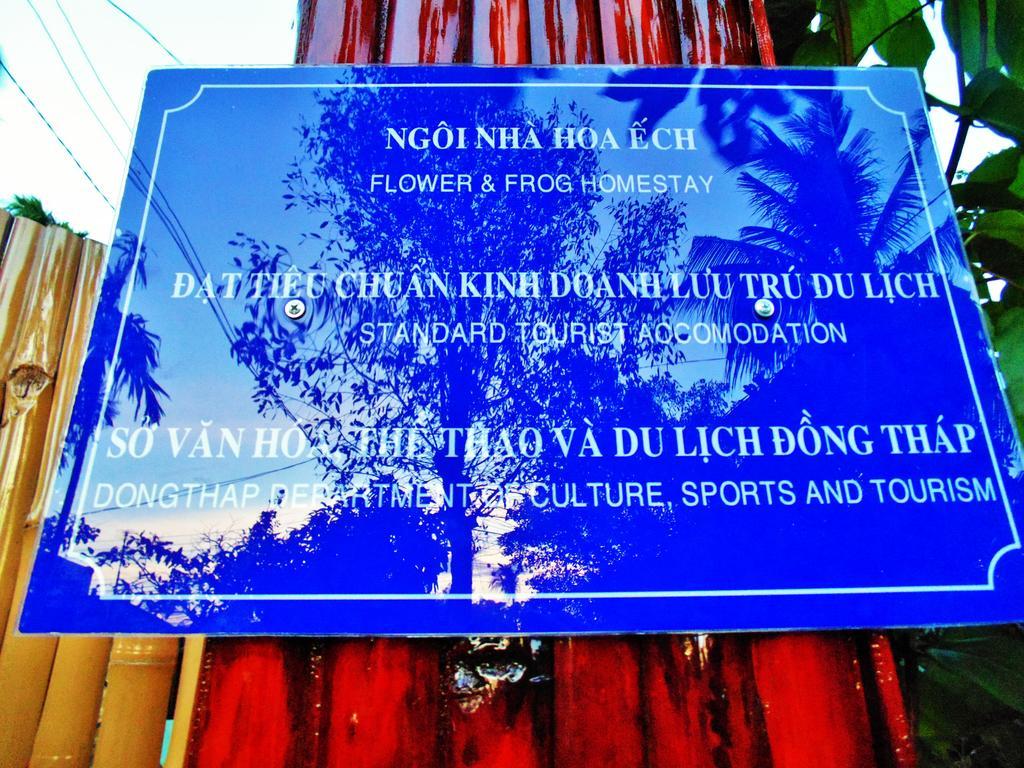 NGÔI NHÀ HOA ẾCH
FLOWER & FROG HOMESTAY
ĐẠT TIÊU CHUẨN KINH DOANH LƯU TRÚ DU LỊCH
STANDARD TOURIST ACCOMODATION
SỞ VĂN HÓA, THỂ THAO VÀ DU LỊCH ĐỒNG THÁP
DONGTHAP DEPARTMENT OF CULTURE, SPORTS AND TOURISM